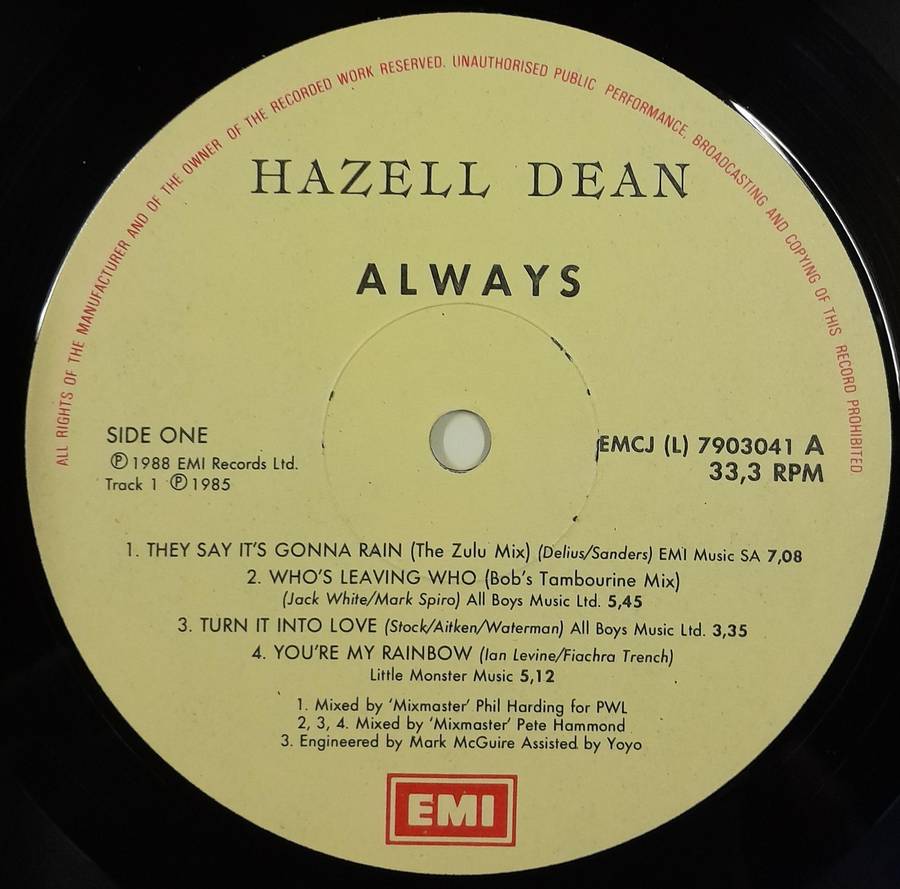 ALL RIGHTS OF THE MANUFACTURER AND OF THE OWNER OF THE RECORDED WORK RESERVED. UNAUTHORISED PUBLIC PERFORMANCE, BROADCASTING AND COPYING OF THIS RECORD PROHIBITED
HAZELL DEAN
ALWAYS
SIDE ONE
℗ 1988 EMI Records Ltd.
Track 1 ℗ 1985
EMCJ (L) 7903041 A
33,3 RPM
1. THEY SAY IT'S GONNA RAIN (The Zulu Mix) (Delius/Sanders) EMI Music SA 7,08
2. WHO'S LEAVING WHO (Bob's Tambourine Mix)
(Jack White/Mark Spiro) All Boys Music Ltd. 5,45
3. TURN IT INTO LOVE (Stock/Aitken/Waterman) All Boys Music Ltd. 3,35
4. YOU'RE MY RAINBOW (Ian Levine/Fiachra Trench)
Little Monster Music 5,12
1. Mixed by 'Mixmaster' Phil Harding for PWL
2, 3, 4. Mixed by 'Mixmaster' Pete Hammond
3. Engineered by Mark McGuire Assisted by Yoyo
EMI